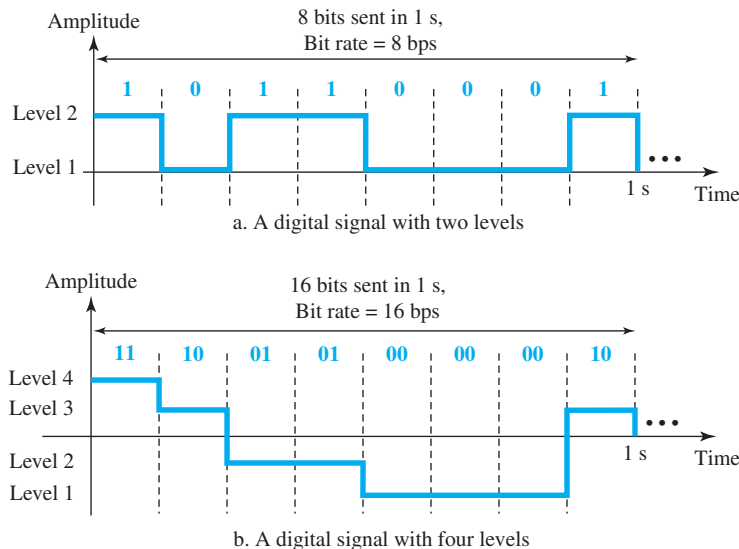 Amplitude
8 bits sent in 1 s,
Bit rate = 8 bps
1 0 1 1 0 0 0 1
Level 2
Level 1
1 s
Time
a. A digital signal with two levels
Amplitude
16 bits sent in 1 s,
Bit rate = 16 bps
11 10 01 01 00 00 00 10
Level 4
Level 3
Level 2
1 s
Time
Level 1
b. A digital signal with four levels